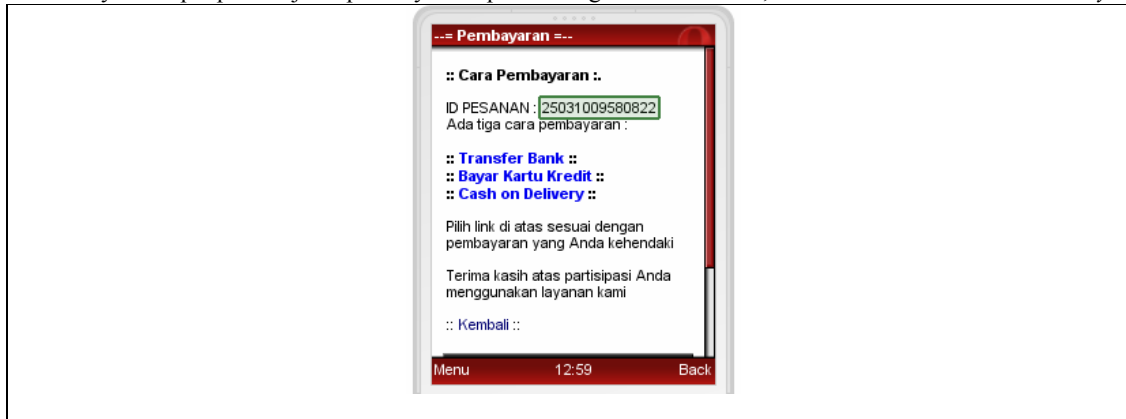 --= Pembayaran =--
:: Cara Pembayaran :.
ID PESANAN : 25031009580822
Ada tiga cara pembayaran :
:: Transfer Bank ::
:: Bayar Kartu Kredit ::
:: Cash on Delivery ::
Pilih link di atas sesuai dengan
pembayaran yang Anda kehendaki
Terima kasih atas partisipasi Anda
menggunakan layanan kami
:: Kembali ::
Menu 12:59 Back